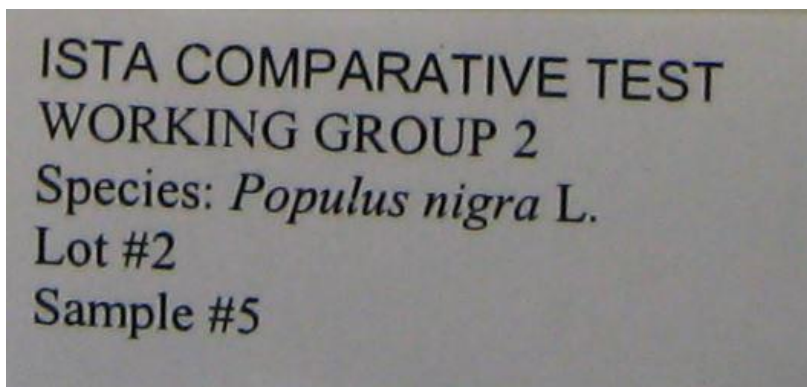 ISTA COMPARATIVE TEST
WORKING GROUP 2
Species: Populus nigra L.
Lot #2
Sample #5